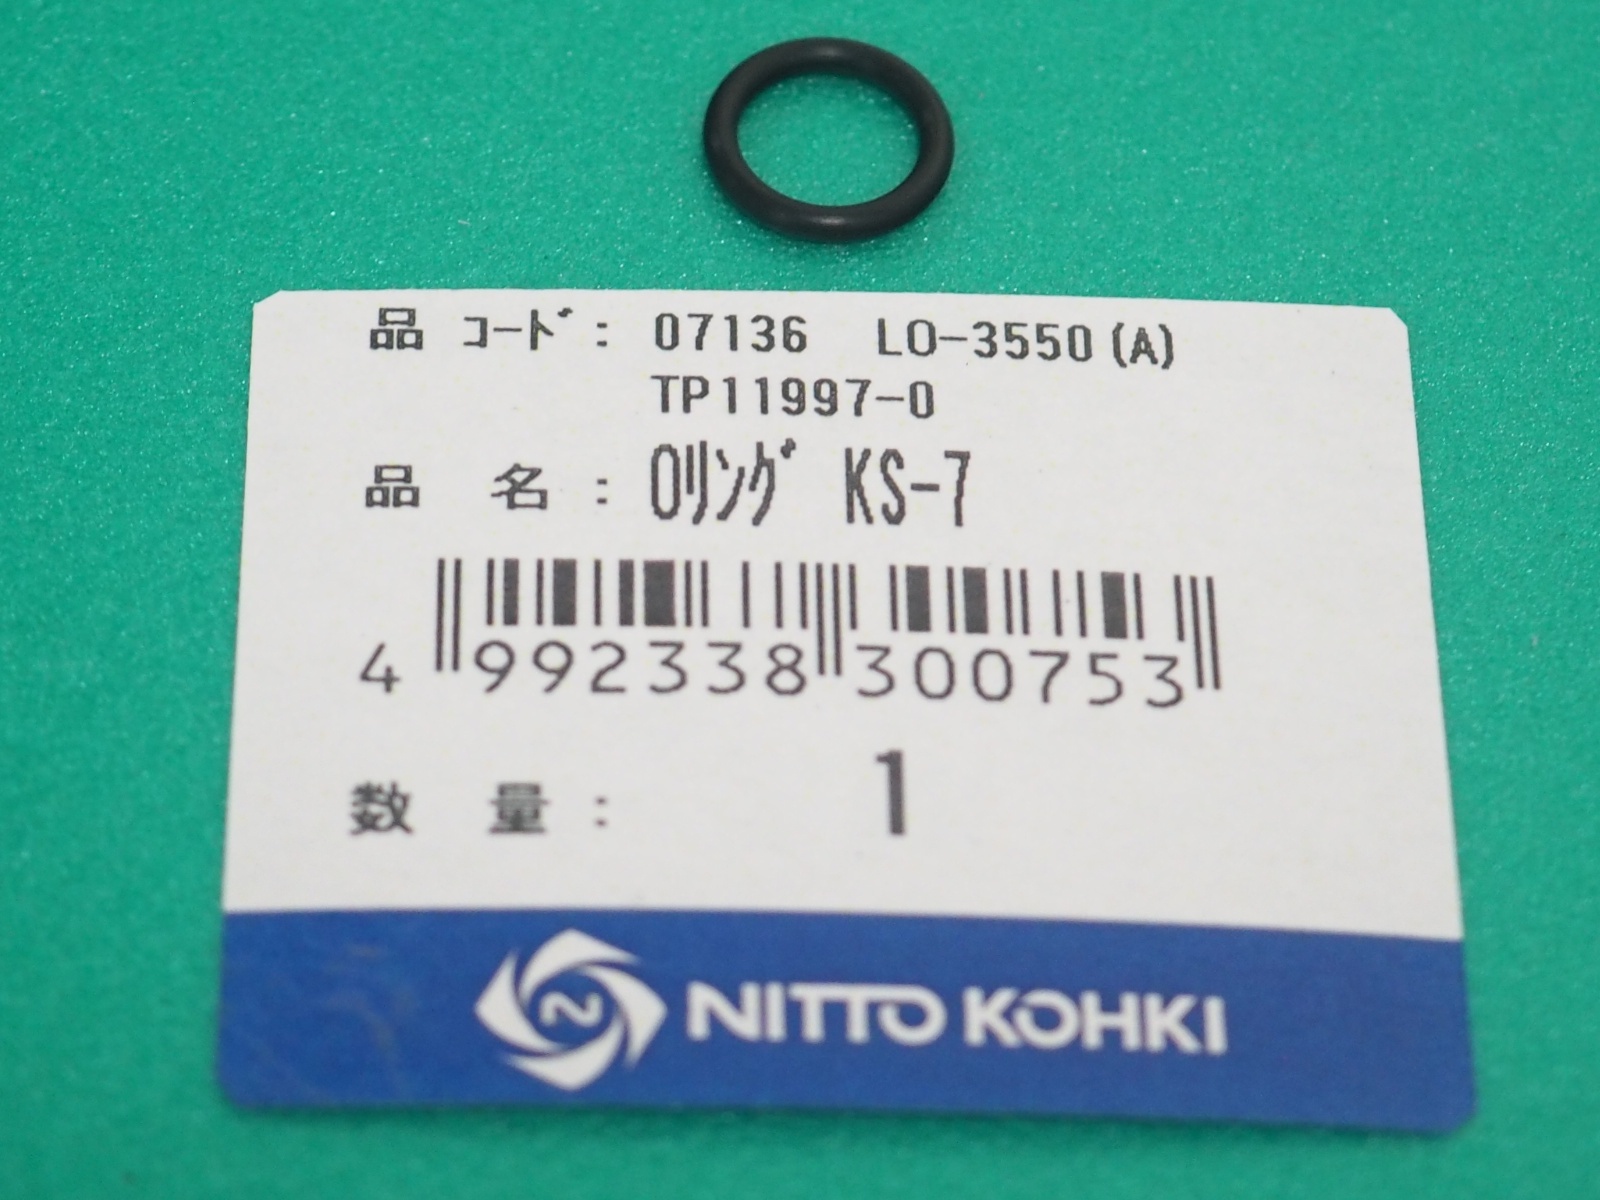 品 ｺｰﾄﾞ: 07136 LO-3550(A)
TP11997-0
品 名: Oﾘﾝｸﾞ KS-7
4 992338 300753
数 量: 1
NITTO KOHKI